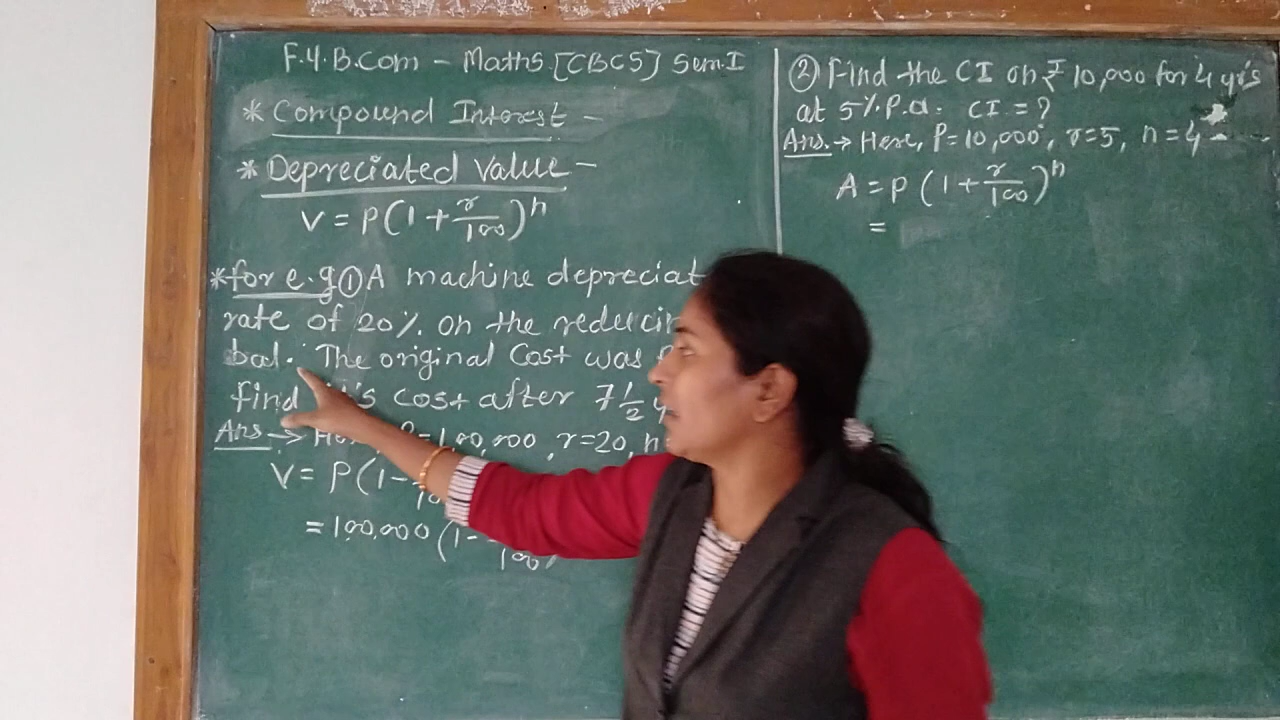 F.Y.B.Com - Maths [CBCS] Sem.I
* Compound Interest -
* Depreciated Value -
V = P(1 + r/100)^n
* for e.g ① A machine depreciat
rate of 20% on the reducin
bal. The original Cost was
find cost after 7 1/2 y
Ans → P=1,00,000, r=20, n
V = P(1-
= 1,00,000 (1- 100
② Find the CI on ₹ 10,000 for 4 yrs
at 5% P.a. CI = ?
Ans. → Here, P=10,000, r=5, n=4
A = P (1 + r/100)^n
=